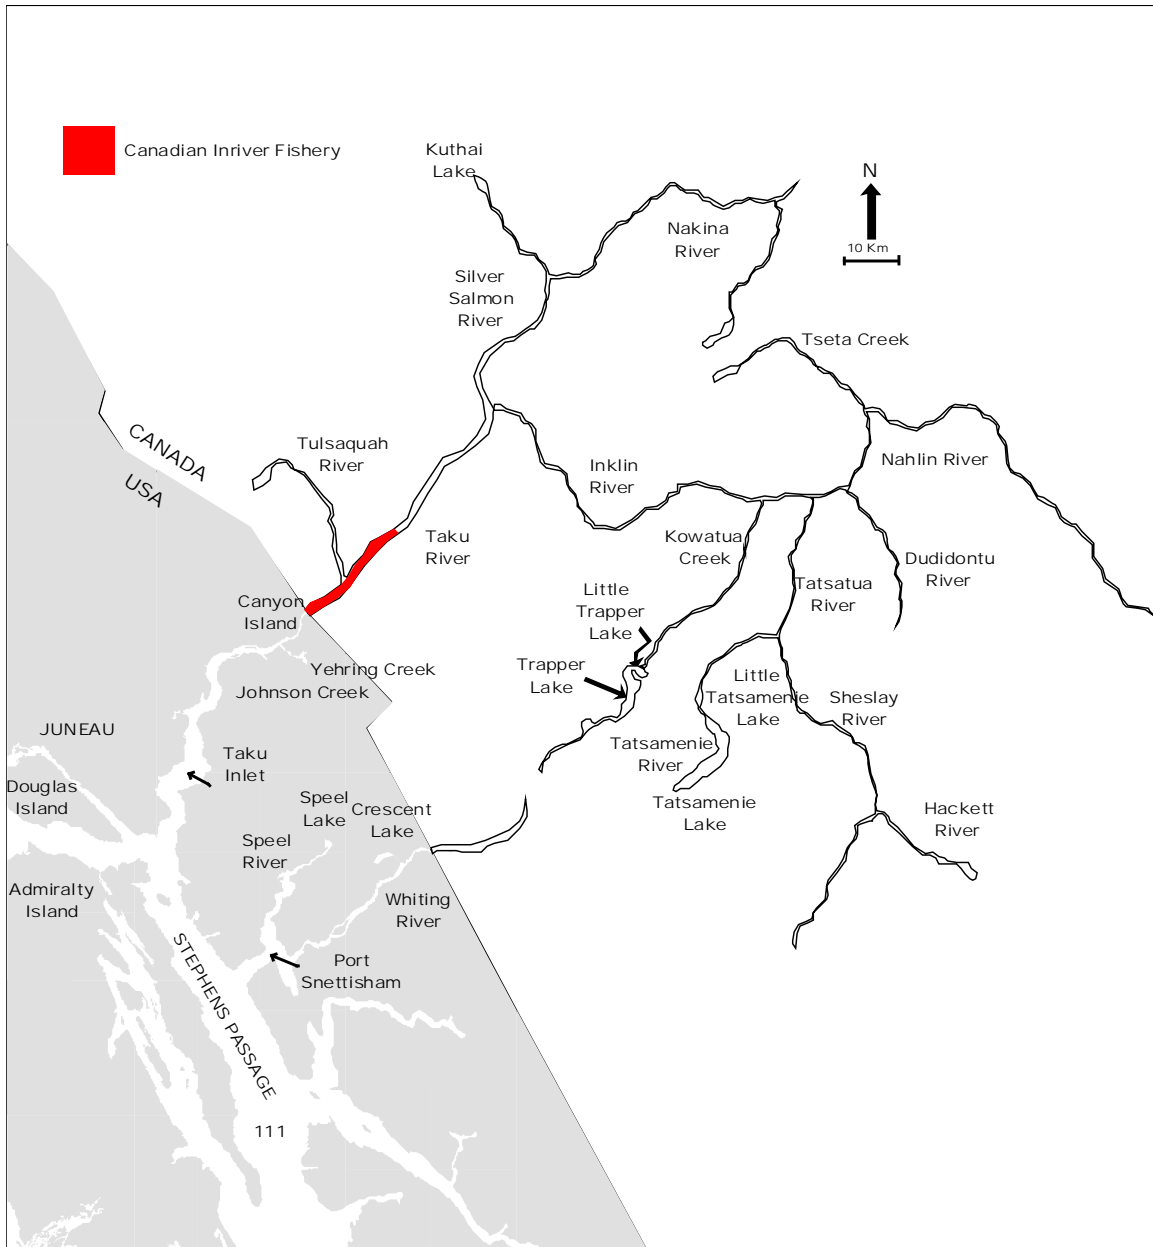 Canadian Inriver Fishery
Kuthai
Lake
N
10 Km
Nakina
River
Silver
Salmon
River
Tseta Creek
CANADA
USA
Tulsaquah
River
Inklin
River
Nahlin River
Taku
River
Kowatua
Creek
Dudidontu
River
Tatsatua
River
Little
Trapper
Lake
Canyon
Island
Yehring Creek
Johnson Creek
Trapper
Lake
Little
Tatsamenie
Lake
Sheslay
River
JUNEAU
Taku
Inlet
Tatsamenie
River
Douglas
Island
Speel
Lake
Crescent
Lake
Tatsamenie
Lake
Hackett
River
Speel
River
Admiralty
Island
Whiting
River
Port
Snettisham
STEPHENS PASSAGE
111